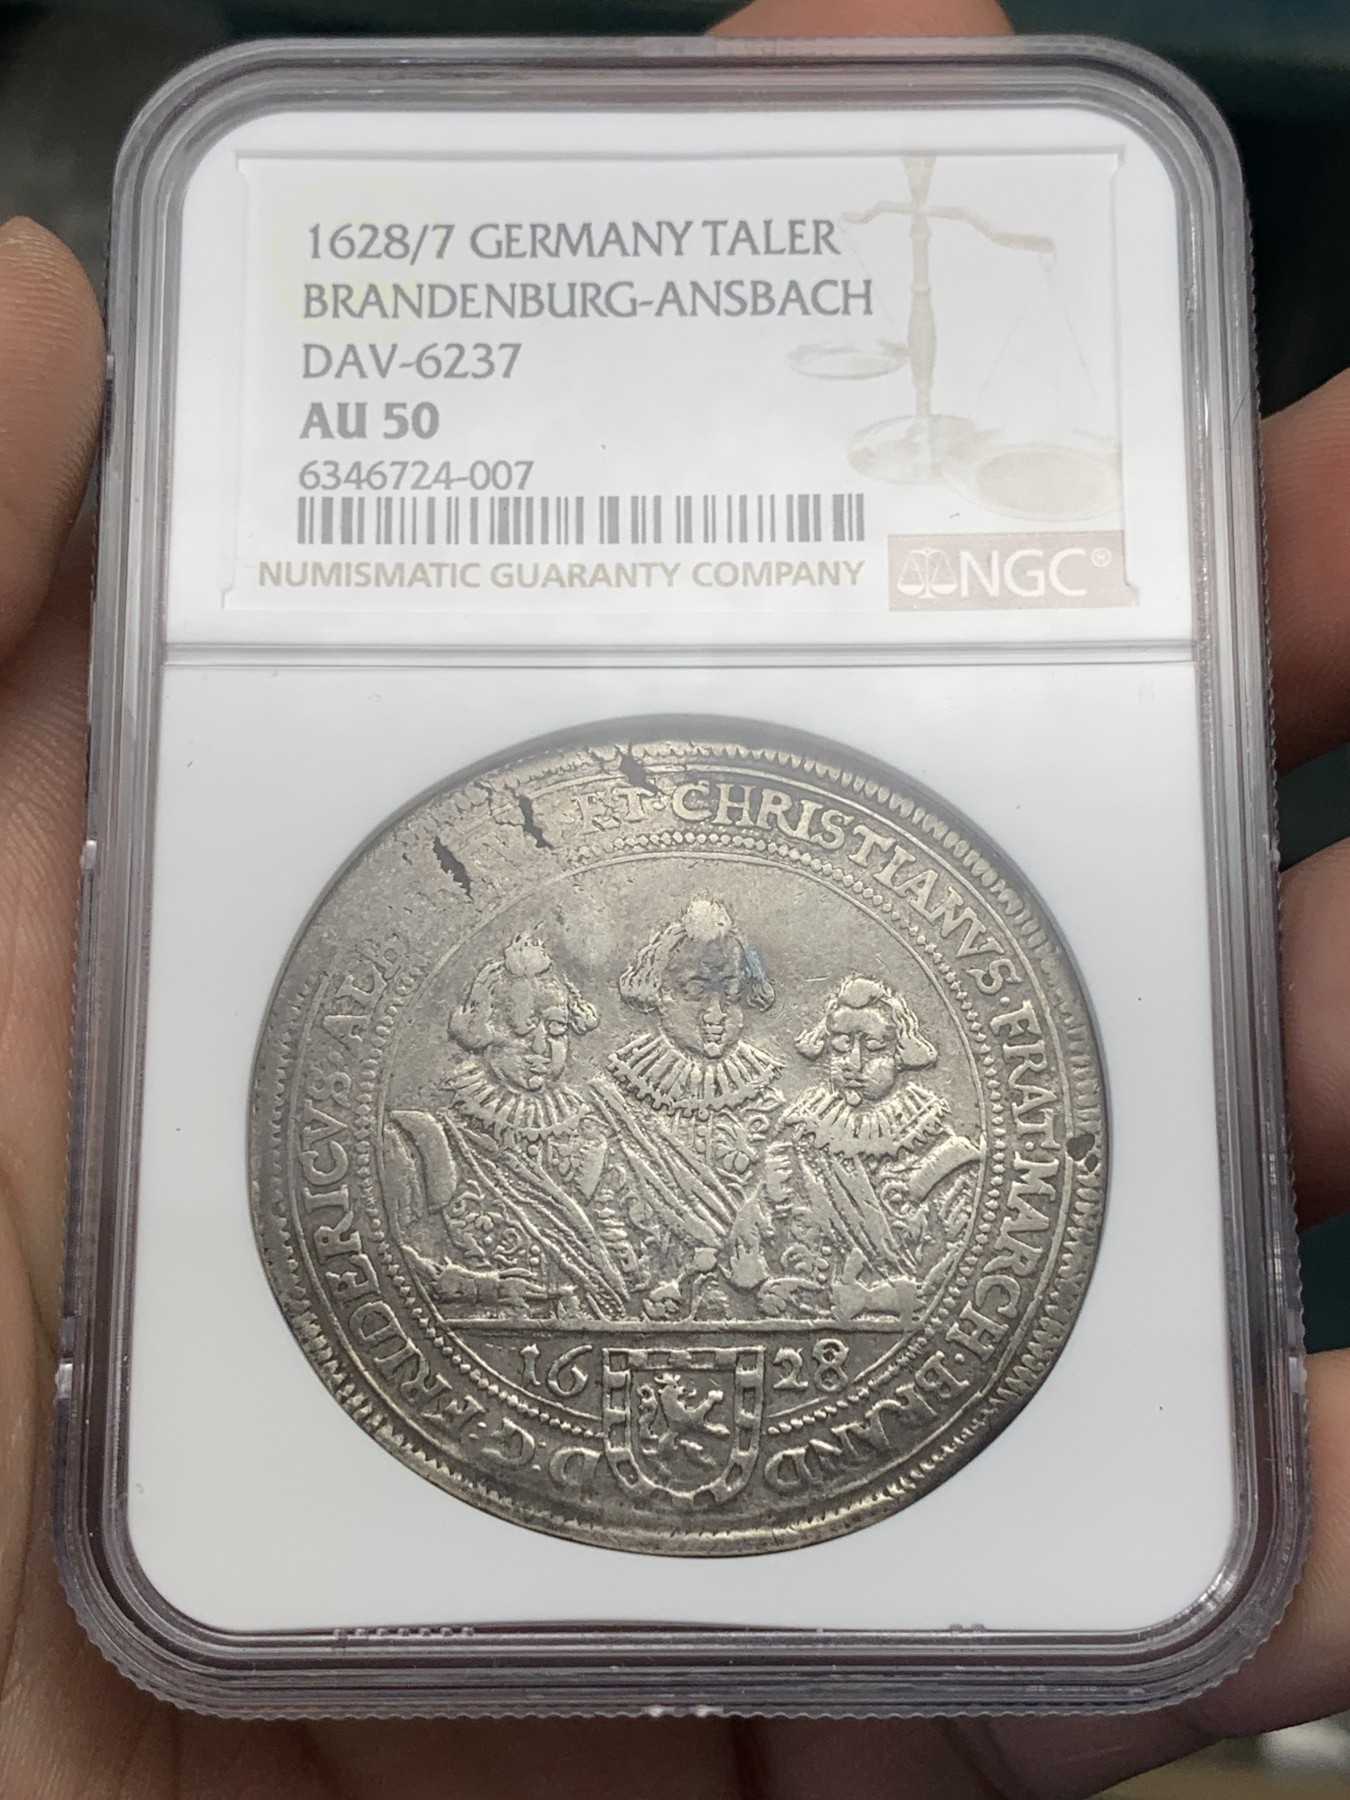 1628/7 GERMANY TALER
BRANDENBURG-ANSBACH
DAV-6237
AU 50
6346724-007
NUMISMATIC GUARANTY COMPANY
NGC®
D:G:FRIDERICVS·ALB ET·CHRISTIANVS·FRAT·MARCH·BRAND
16 28